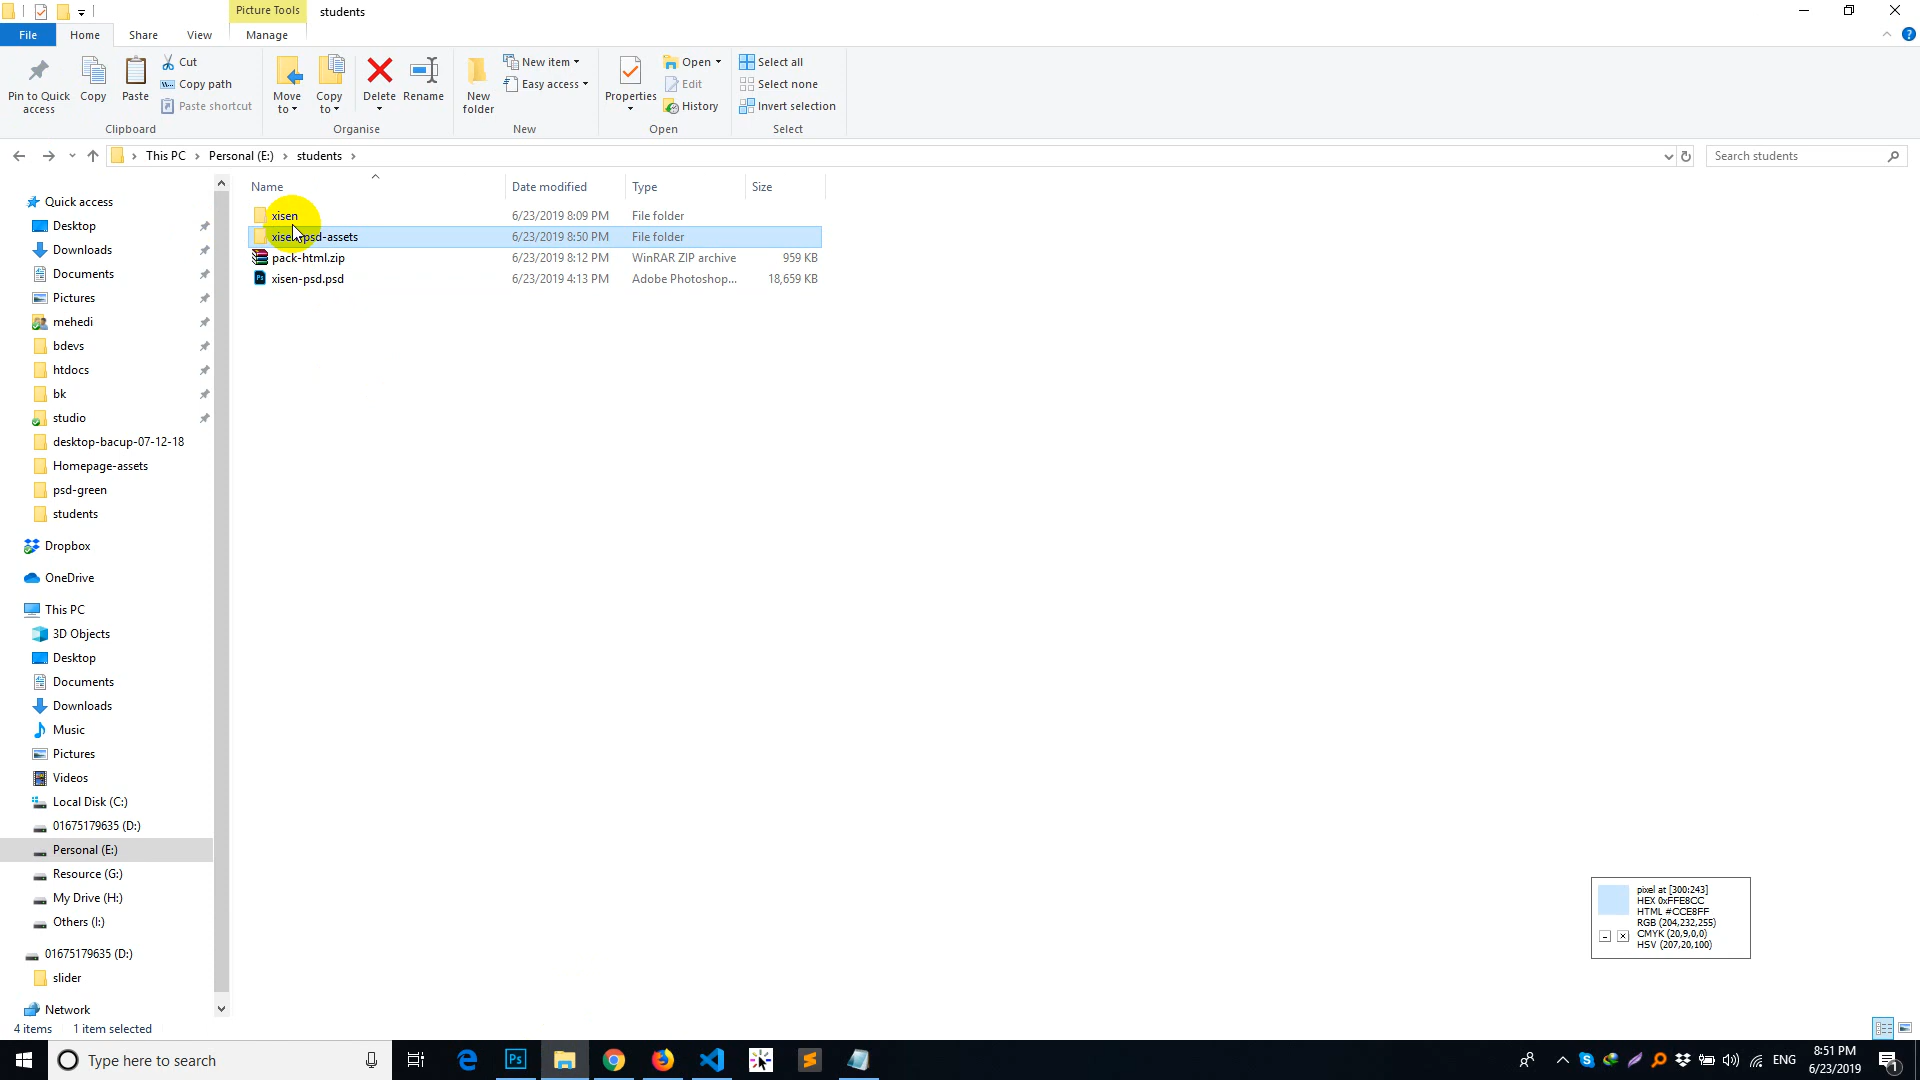 Picture Tools
students
File
Home
Share
View
Manage
Pin to Quick access
Copy
Paste
Cut
Copy path
Paste shortcut
Clipboard
Move to
Copy to
Delete
Rename
Organise
New folder
New item
Easy access
New
Properties
Open
Edit
History
Open
Select all
Select none
Invert selection
Select
This PC
Personal (E:)
students
Search students
Name
Date modified
Type
Size
xisen
6/23/2019 8:09 PM
File folder
xisen-psd-assets
6/23/2019 8:50 PM
File folder
pack-html.zip
6/23/2019 8:12 PM
WinRAR ZIP archive
959 KB
xisen-psd.psd
6/23/2019 4:13 PM
Adobe Photoshop...
18,659 KB
Quick access
Desktop
Downloads
Documents
Pictures
mehedi
bdevs
htdocs
bk
studio
desktop-bacup-07-12-18
Homepage-assets
psd-green
students
Dropbox
OneDrive
This PC
3D Objects
Desktop
Documents
Downloads
Music
Pictures
Videos
Local Disk (C:)
01675179635 (D:)
Personal (E:)
Resource (G:)
My Drive (H:)
Others (I:)
01675179635 (D:)
slider
Network
4 items
1 item selected
pixel at [300:243]
HEX 0xFFE8CC
HTML #CCE8FF
RGB (204,232,255)
CMYK (20,9,0,0)
HSV (207,20,100)
Type here to search
ENG
8:51 PM
6/23/2019
1